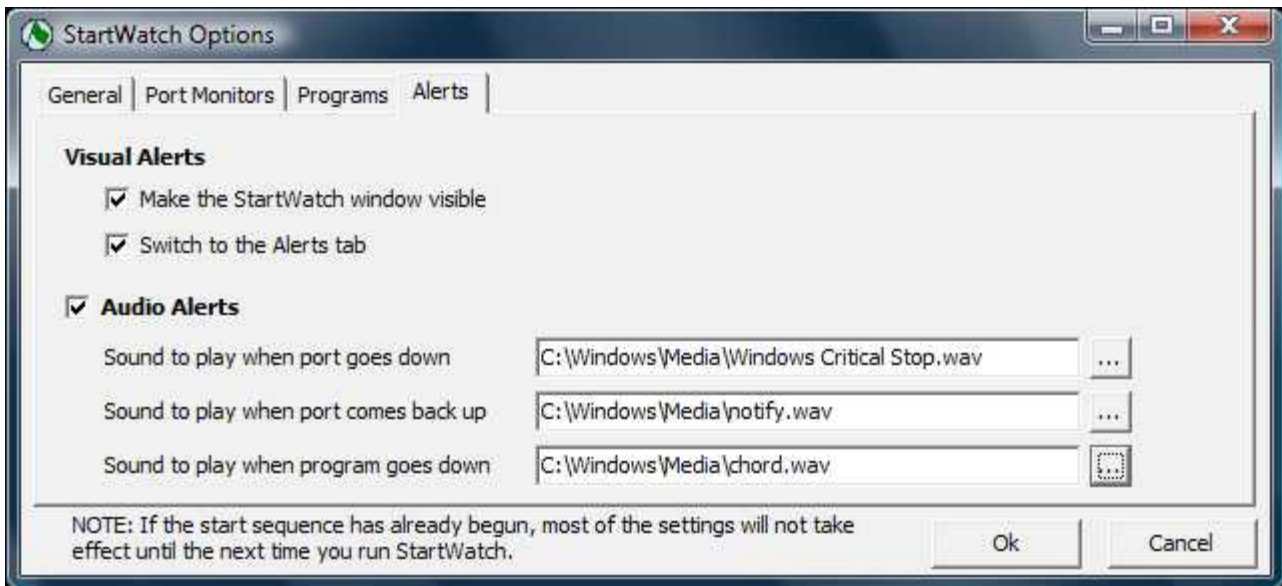 StartWatch Options
General Port Monitors Programs Alerts
Visual Alerts
Make the StartWatch window visible
Switch to the Alerts tab
Audio Alerts
Sound to play when port goes down C:\Windows\Media\Windows Critical Stop.wav ...
Sound to play when port comes back up C:\Windows\Media\notify.wav ...
Sound to play when program goes down C:\Windows\Media\chord.wav ...
NOTE: If the start sequence has already begun, most of the settings will not take
effect until the next time you run StartWatch.
Ok Cancel